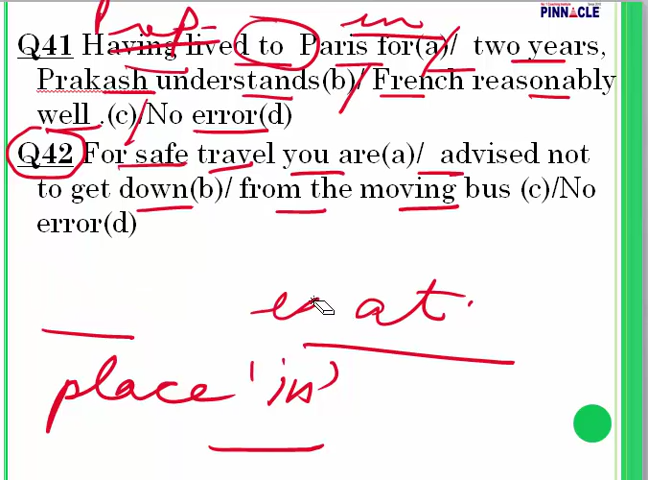 PINNACLE
Prep in
Q41 Having lived to Paris for(a)/ two years,
Prakash understands(b)/ French reasonably
well .(c)/No error(d)
Q42 For safe travel you are(a)/ advised not
to get down(b)/ from the moving bus (c)/No
error(d)
at.
place 'in'